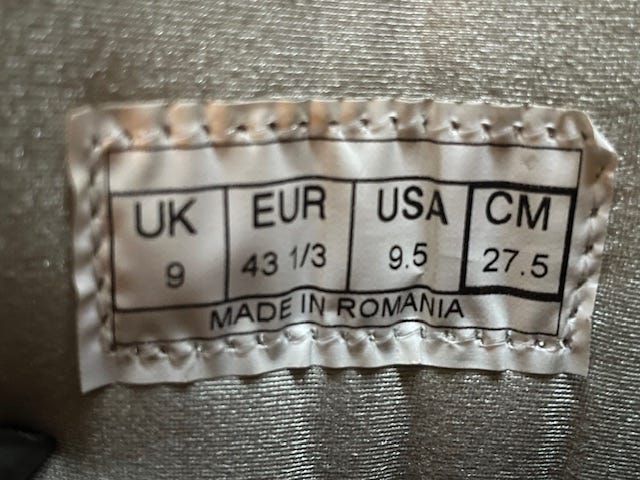 UK EUR USA CM
9 43 1/3 9.5 27.5
MADE IN ROMANIA